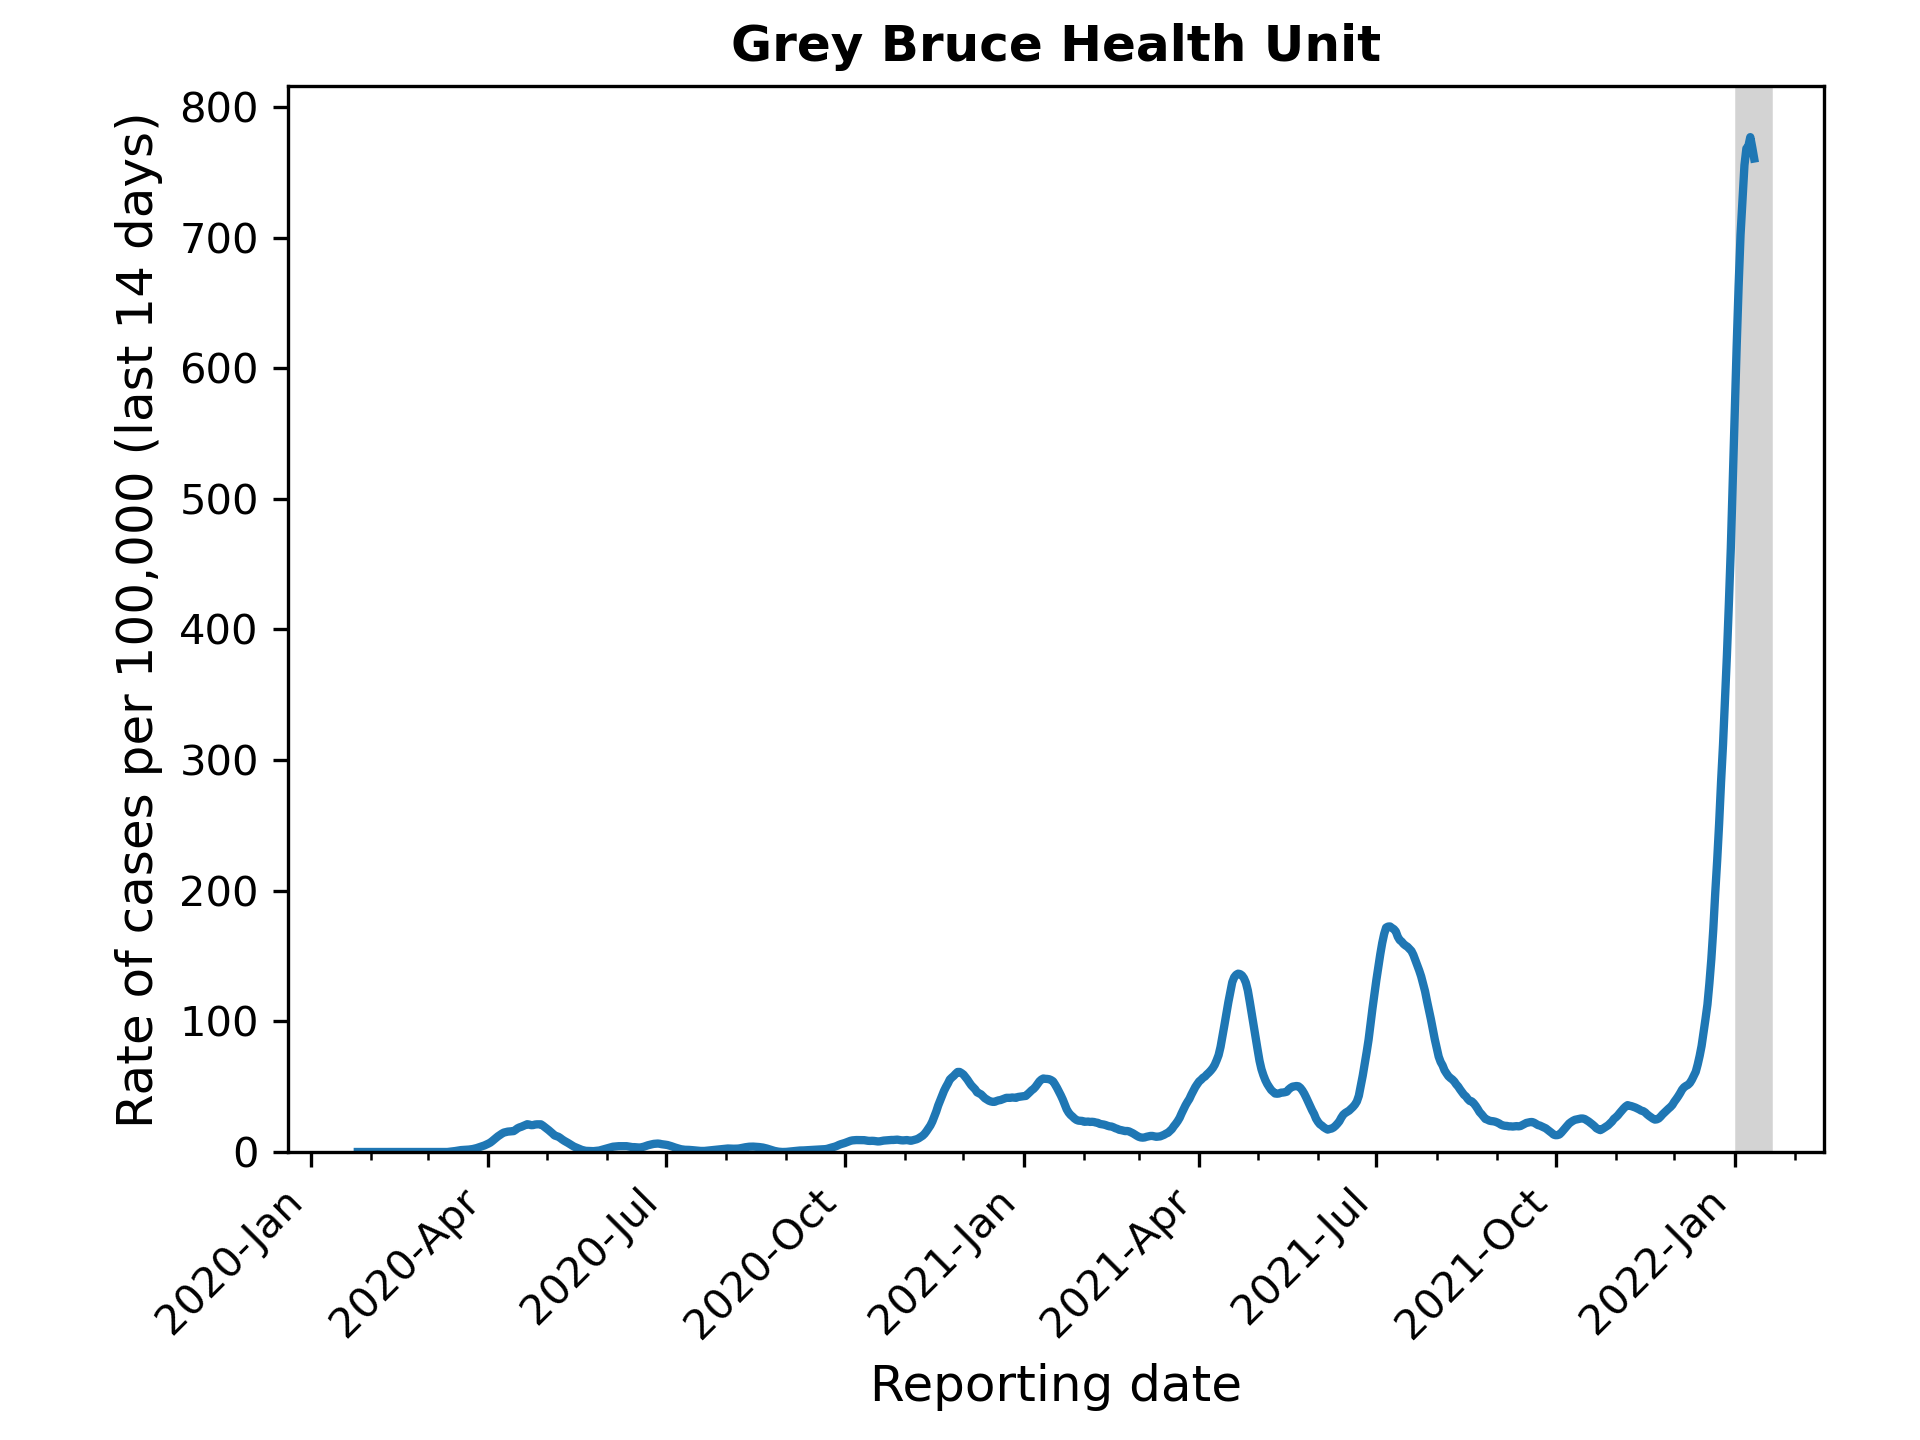 Grey Bruce Health Unit
Rate of cases per 100,000 (last 14 days)
800
700
600
500
400
300
200
100
0
2020-Jan
2020-Apr
2020-Jul
2020-Oct
2021-Jan
2021-Apr
2021-Jul
2021-Oct
2022-Jan
Reporting date